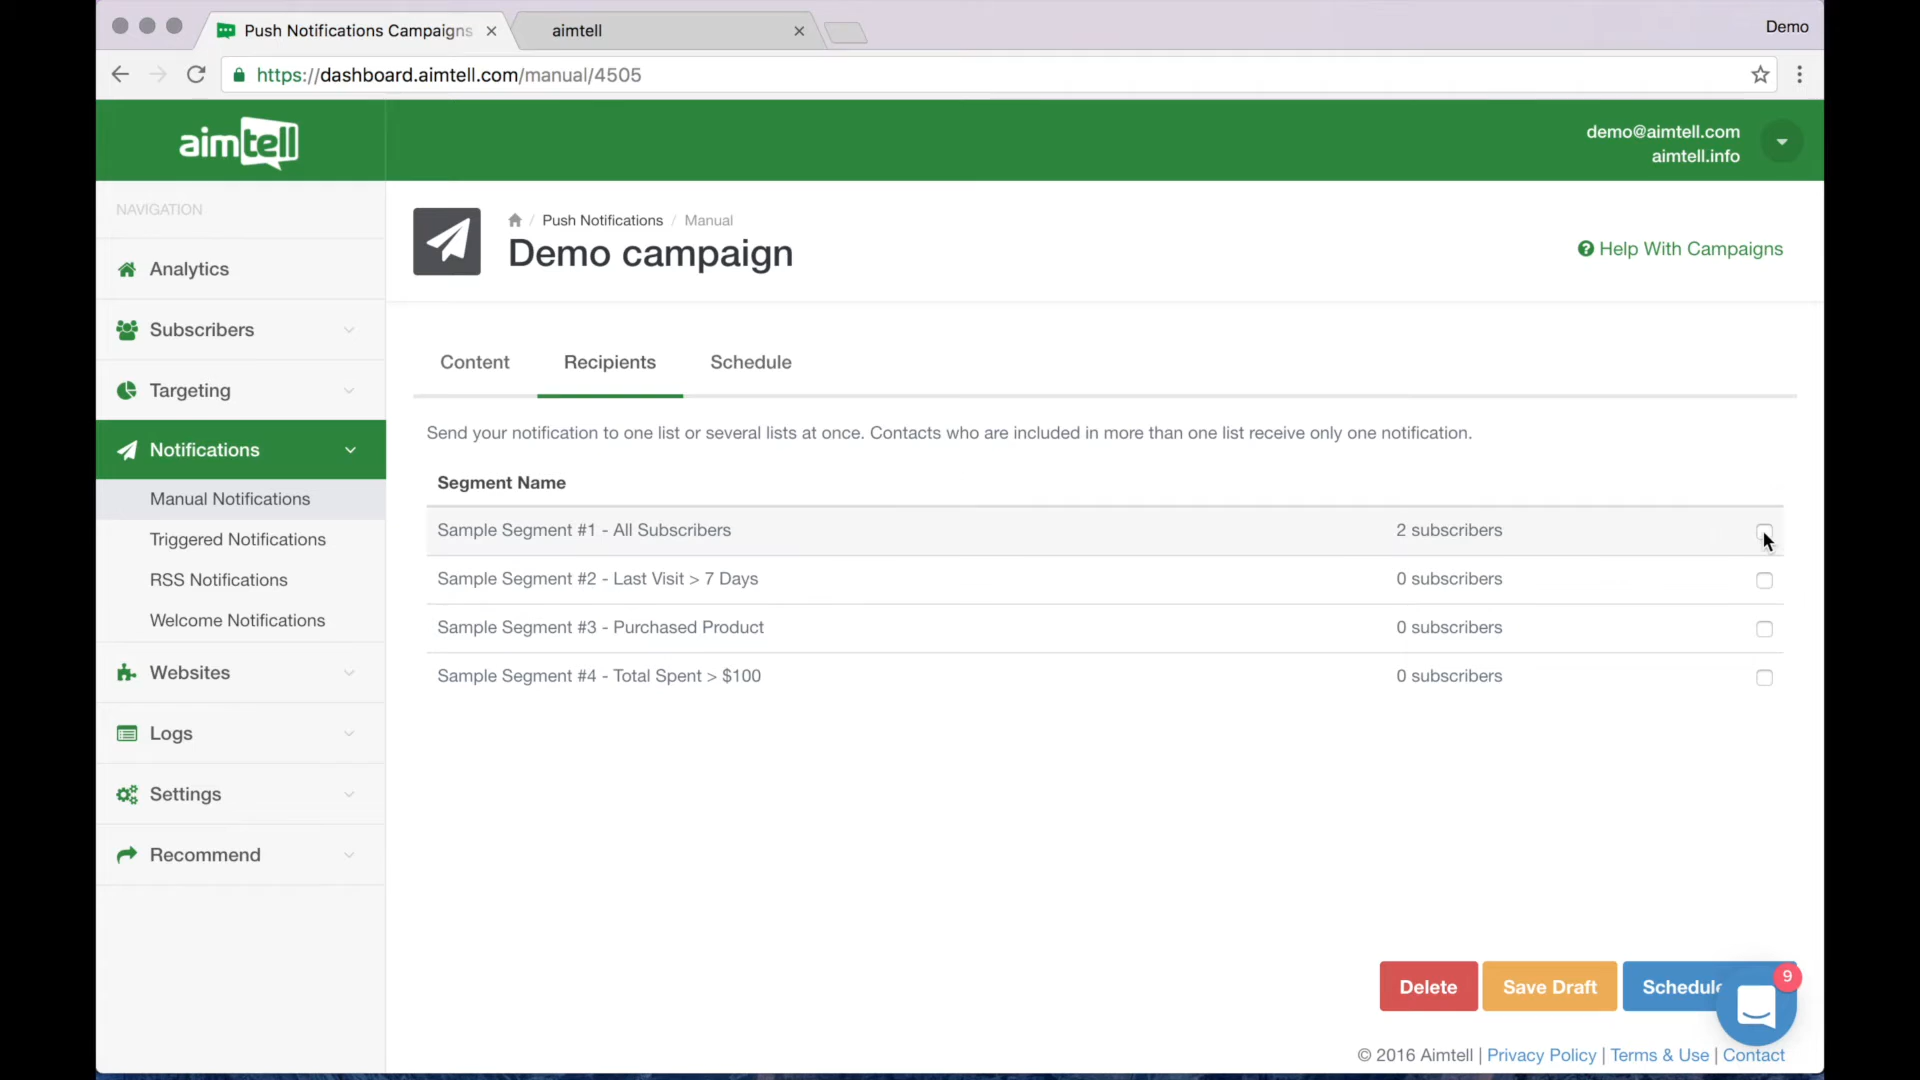 Push Notifications Campaigns
aimtell
Demo
https://dashboard.aimtell.com/manual/4505
aimtell
demo@aimtell.com
aimtell.info
NAVIGATION
Analytics
Subscribers
Targeting
Notifications
Manual Notifications
Triggered Notifications
RSS Notifications
Welcome Notifications
Websites
Logs
Settings
Recommend
/ Push Notifications / Manual
Demo campaign
Help With Campaigns
Content Recipients Schedule
Send your notification to one list or several lists at once. Contacts who are included in more than one list receive only one notification.
Segment Name
Sample Segment #1 - All Subscribers 2 subscribers
Sample Segment #2 - Last Visit > 7 Days 0 subscribers
Sample Segment #3 - Purchased Product 0 subscribers
Sample Segment #4 - Total Spent > $100 0 subscribers
Delete Save Draft Schedule
9
© 2016 Aimtell | Privacy Policy | Terms & Use | Contact